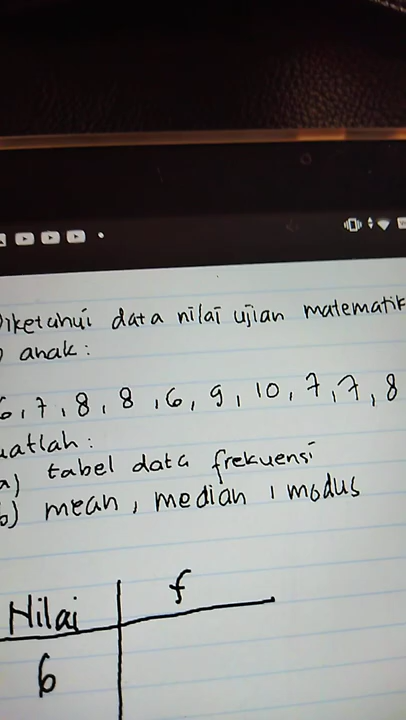 Diketahui data nilai ujian matematik
anak :
6, 7, 8, 8, 6, 9, 10, 7, 7, 8
uatlah :
a) tabel data frekuensi
b) mean, median, modus
Nilai f
6